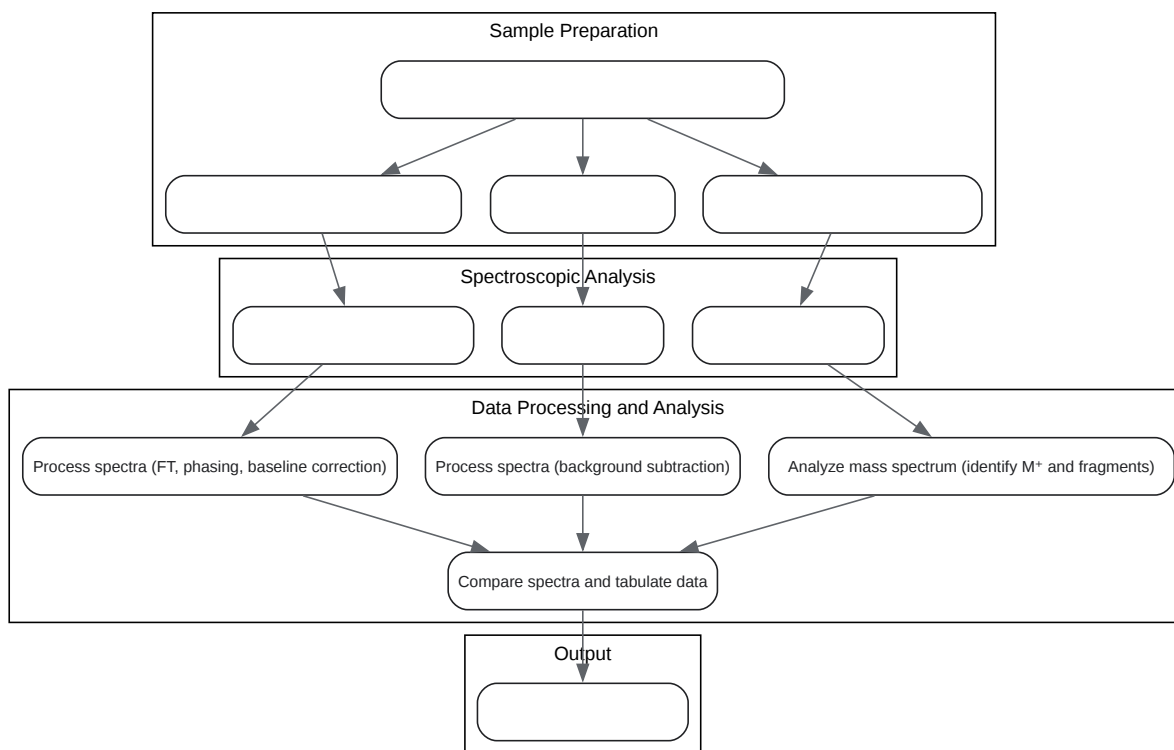 Sample Preparation
Spectroscopic Analysis
Data Processing and Analysis
Process spectra (FT, phasing, baseline correction)
Process spectra (background subtraction)
Analyze mass spectrum (identify M⁺ and fragments)
Compare spectra and tabulate data
Output